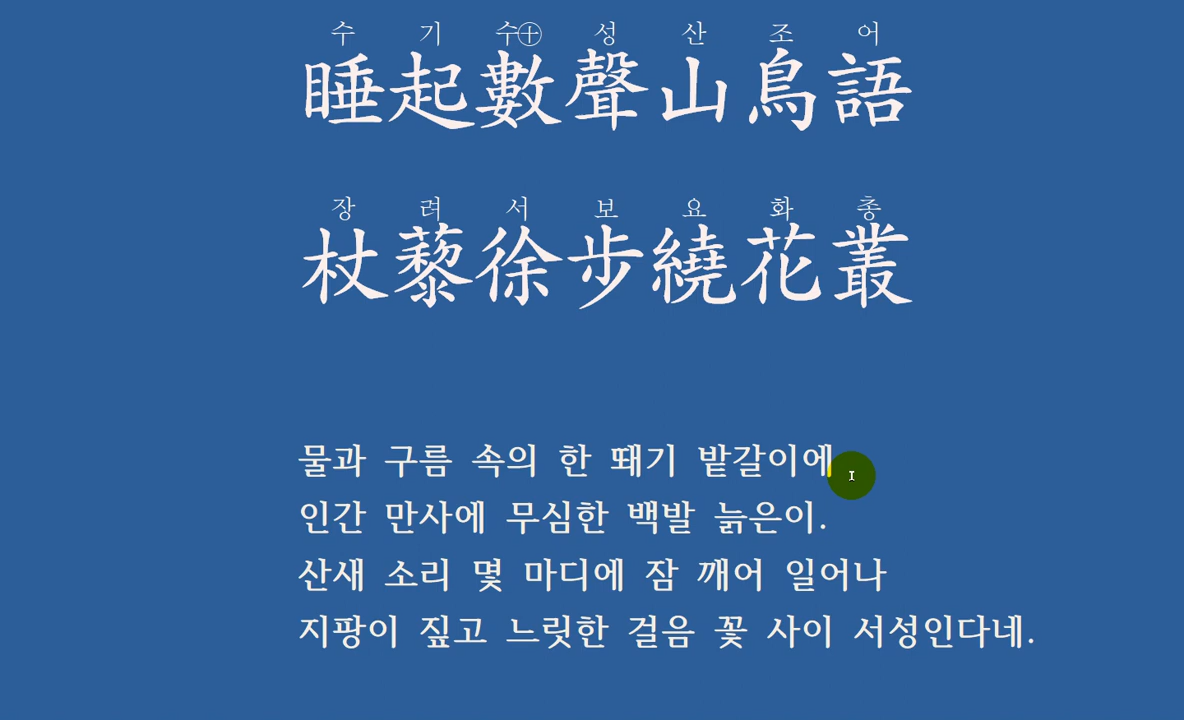 수 기 수㊉ 성 산 조 어
睡起數聲山鳥語
장 려 서 보 요 화 총
杖藜徐步繞花叢
물과 구름 속의 한 뙈기 밭갈이에
인간 만사에 무심한 백발 늙은이.
산새 소리 몇 마디에 잠 깨어 일어나
지팡이 짚고 느릿한 걸음 꽃 사이 서성인다네.